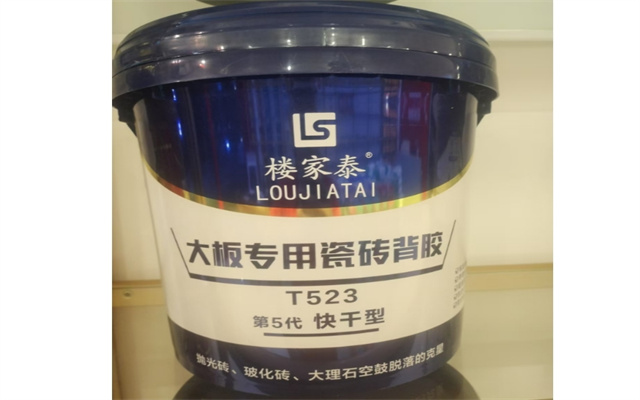 LS
楼家泰®
LOUJIATAI
大板专用瓷砖背胶
T523
第5代 快干型
抛光砖、玻化砖、大理石空鼓脱落的克星